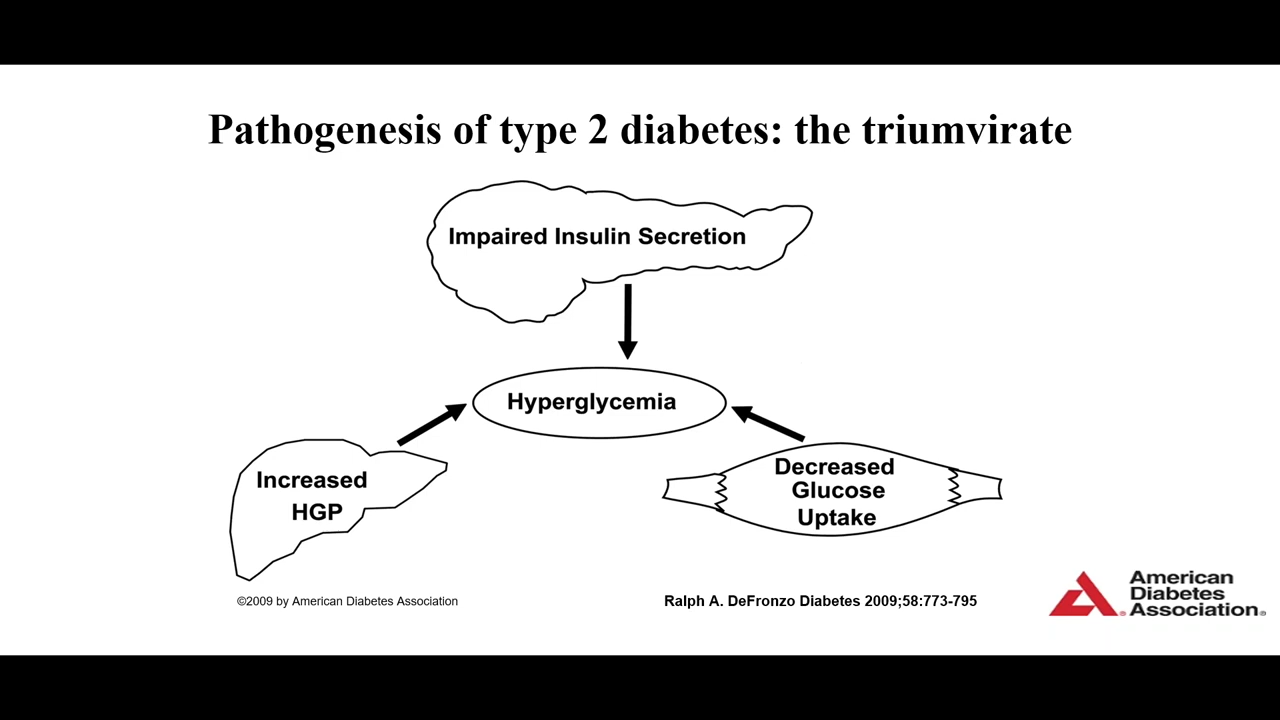 Pathogenesis of type 2 diabetes: the triumvirate
Impaired Insulin Secretion
Hyperglycemia
Increased
HGP
Decreased
Glucose
Uptake
©2009 by American Diabetes Association
Ralph A. DeFronzo Diabetes 2009;58:773-795
American
Diabetes
Association®